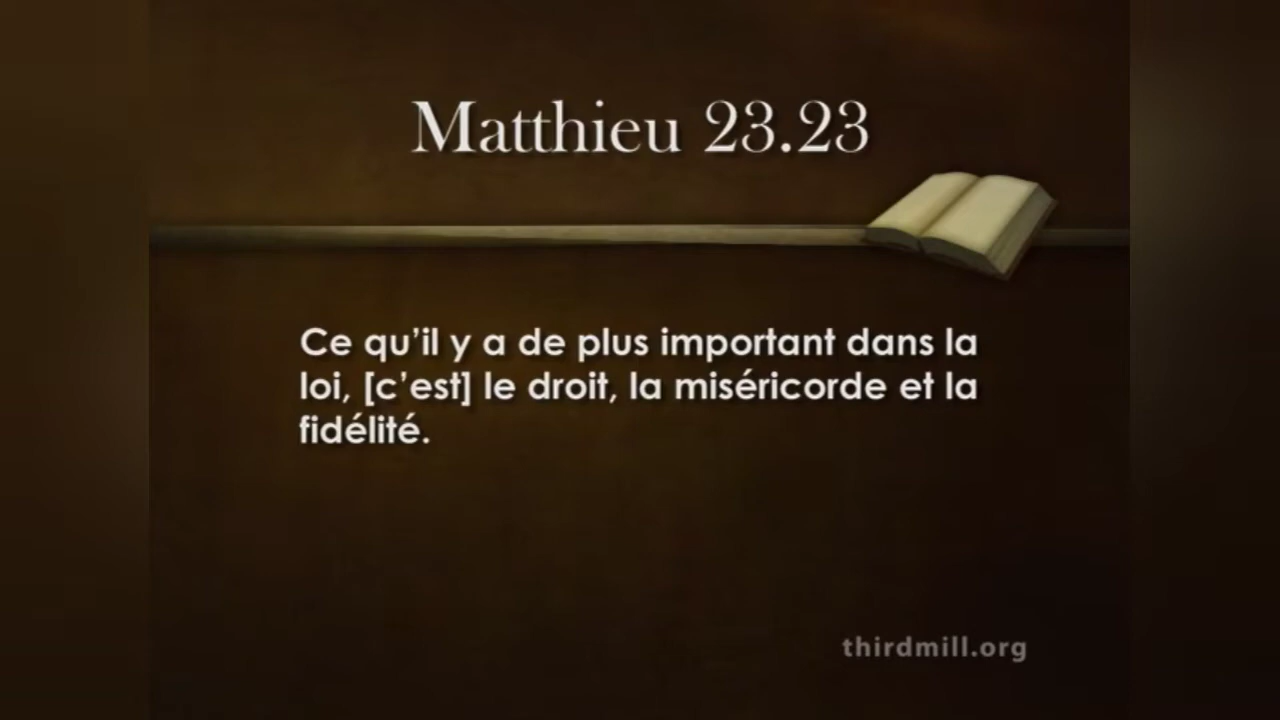 Matthieu 23.23
Ce qu’il y a de plus important dans la
loi, [c’est] le droit, la miséricorde et la
fidélité.
thirdmill.org